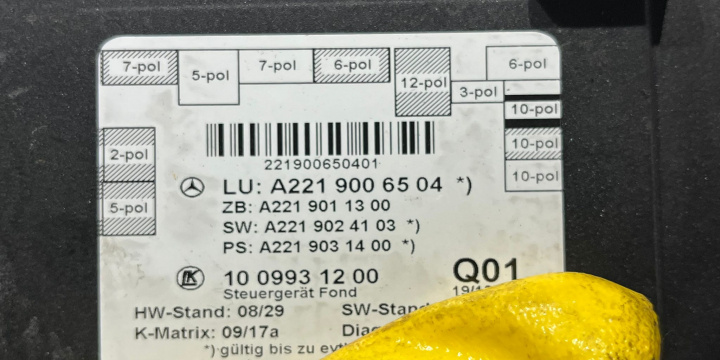 7-pol
5-pol
7-pol
6-pol
12-pol
6-pol
3-pol
10-pol
10-pol
10-pol
2-pol
5-pol
221900650401
LU: A221 900 65 04 *)
ZB: A221 901 13 00
SW: A221 902 41 03 *)
PS: A221 903 14 00 *)
10 0993 12 00
Q01
Steuergerät Fond
HW-Stand: 08/29
K-Matrix: 09/17a
*) gültig bis zu